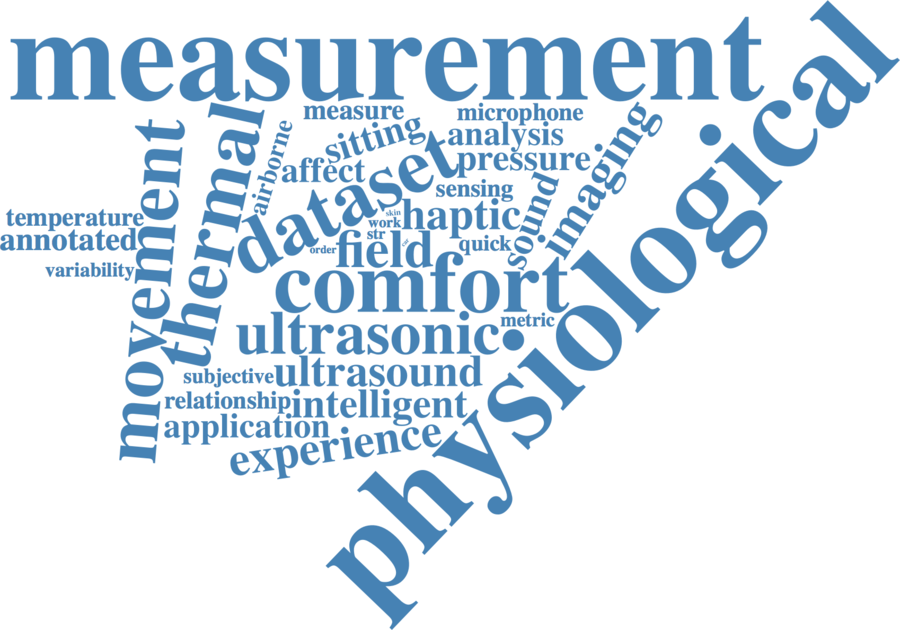 measurement
physiological
measure
microphone
movement
thermal
airborne
sitting
analysis
affect
dataset
pressure
imaging
sensing
sound
skin
temperature
work
haptic
annotated
str
field
quick
order
variability
comfort
metric
ultrasonic
subjective
ultrasound
relationship
intelligent
application
experience